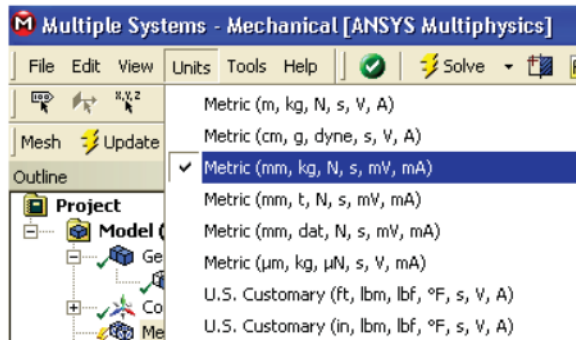 Multiple Systems - Mechanical [ANSYS Multiphysics]
File Edit View Units Tools Help Solve
X,Y,Z
Mesh Update
Outline
Project
Model (
Ge
Co
Me
Metric (m, kg, N, s, V, A)
Metric (cm, g, dyne, s, V, A)
Metric (mm, kg, N, s, mV, mA)
Metric (mm, t, N, s, mV, mA)
Metric (mm, dat, N, s, mV, mA)
Metric (μm, kg, μN, s, V, mA)
U.S. Customary (ft, lbm, lbf, °F, s, V, A)
U.S. Customary (in, lbm, lbf, °F, s, V, A)